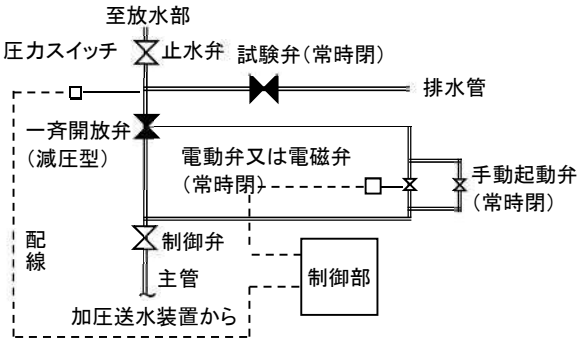 至放水部
圧力スイッチ
止水弁
試験弁(常時閉)
排水管
一斉開放弁
(減圧型)
電動弁又は電磁弁
(常時閉)
手動起動弁
(常時閉)
配
線
制御弁
主管
制御部
加圧送水装置から